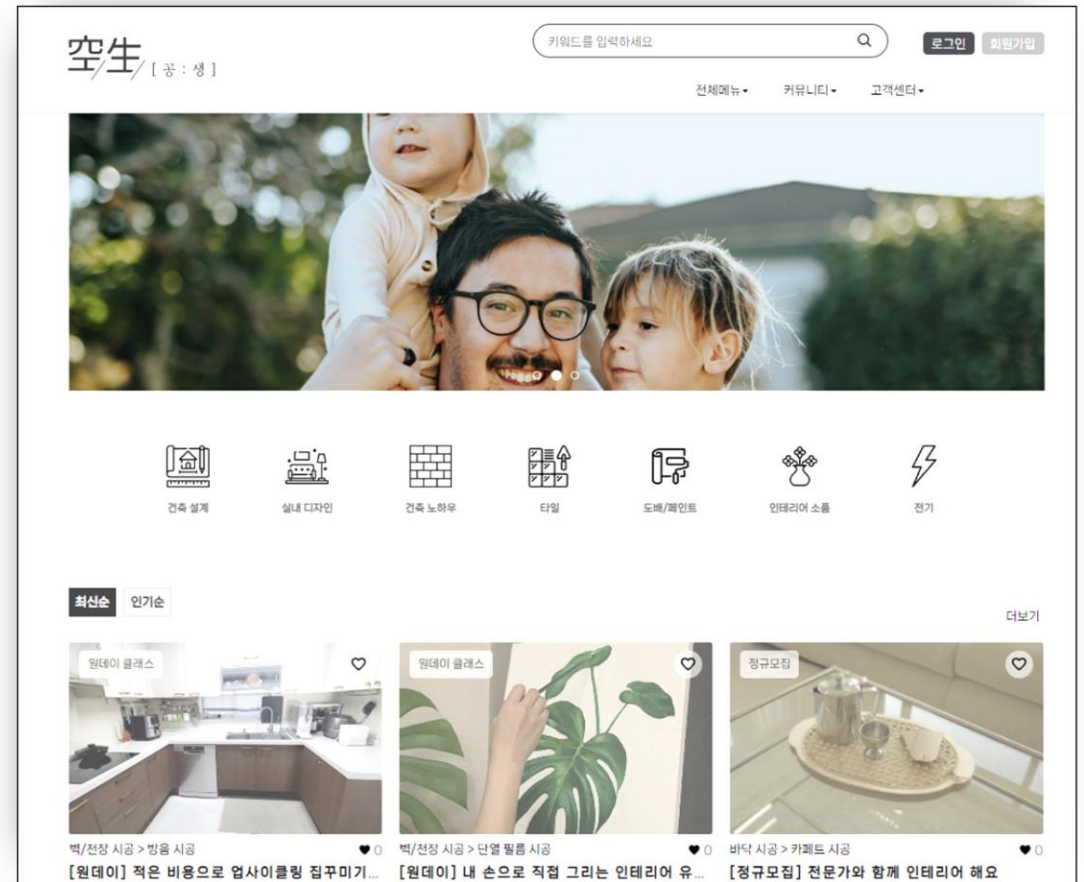 空/生/ [ 공 : 생 ]
키워드를 입력하세요
로그인 회원가입
전체메뉴 커뮤니티 고객센터
건축 설계 실내 디자인 건축 노하우 타일 도배/페인트 인테리어 소품 전기
최신순 인기순
더보기
원데이 클래스 원데이 클래스 정규모집
벽/천장 시공 > 방음 시공 0 벽/천장 시공 > 단열 필름 시공 0 바닥 시공 > 카페트 시공 0
[원데이] 적은 비용으로 업사이클링 집꾸미기... [원데이] 내 손으로 직접 그리는 인테리어 유... [정규모집] 전문가와 함께 인테리어 해요